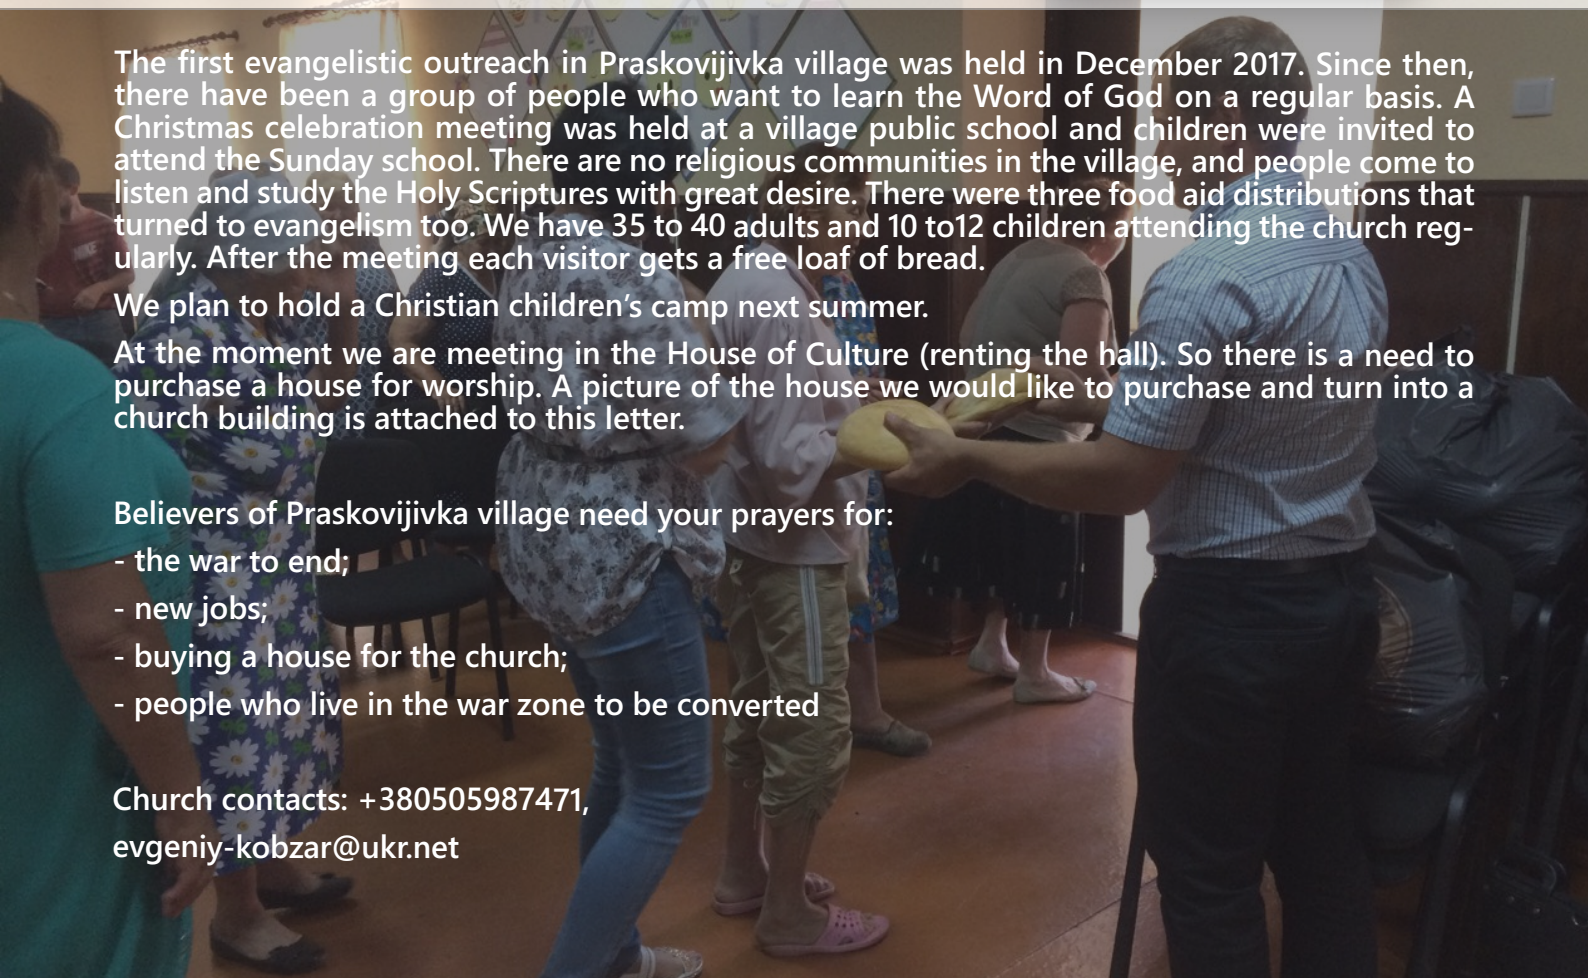 The first evangelistic outreach in Praskovijivka village was held in December 2017. Since then,
there have been a group of people who want to learn the Word of God on a regular basis. A
Christmas celebration meeting was held at a village public school and children were invited to
attend the Sunday school. There are no religious communities in the village, and people come to
listen and study the Holy Scriptures with great desire. There were three food aid distributions that
turned to evangelism too. We have 35 to 40 adults and 10 to12 children attending the church reg-
ularly. After the meeting each visitor gets a free loaf of bread.
We plan to hold a Christian children’s camp next summer.
At the moment we are meeting in the House of Culture (renting the hall). So there is a need to
purchase a house for worship. A picture of the house we would like to purchase and turn into a
church building is attached to this letter.
Believers of Praskovijivka village need your prayers for:
- the war to end;
- new jobs;
- buying a house for the church;
- people who live in the war zone to be converted
Church contacts: +380505987471,
evgeniy-kobzar@ukr.net